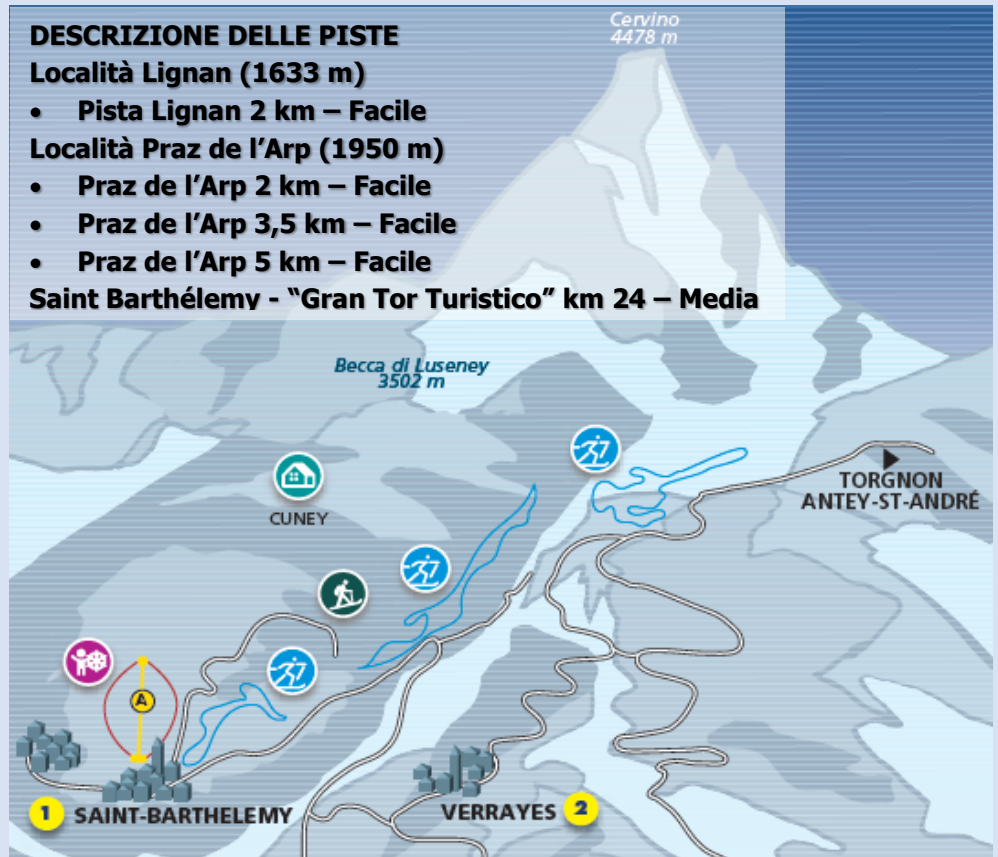 Cervino
4478 m
DESCRIZIONE DELLE PISTE
Località Lignan (1633 m)
• Pista Lignan 2 km – Facile
Località Praz de l’Arp (1950 m)
• Praz de l’Arp 2 km – Facile
• Praz de l’Arp 3,5 km – Facile
• Praz de l’Arp 5 km – Facile
Saint Barthélemy - “Gran Tor Turistico” km 24 – Media
Becca di Luseney
3502 m
TORGNON
ANTEY-ST-ANDRÉ
CUNEY
A
1 SAINT-BARTHELEMY
VERRAYES 2